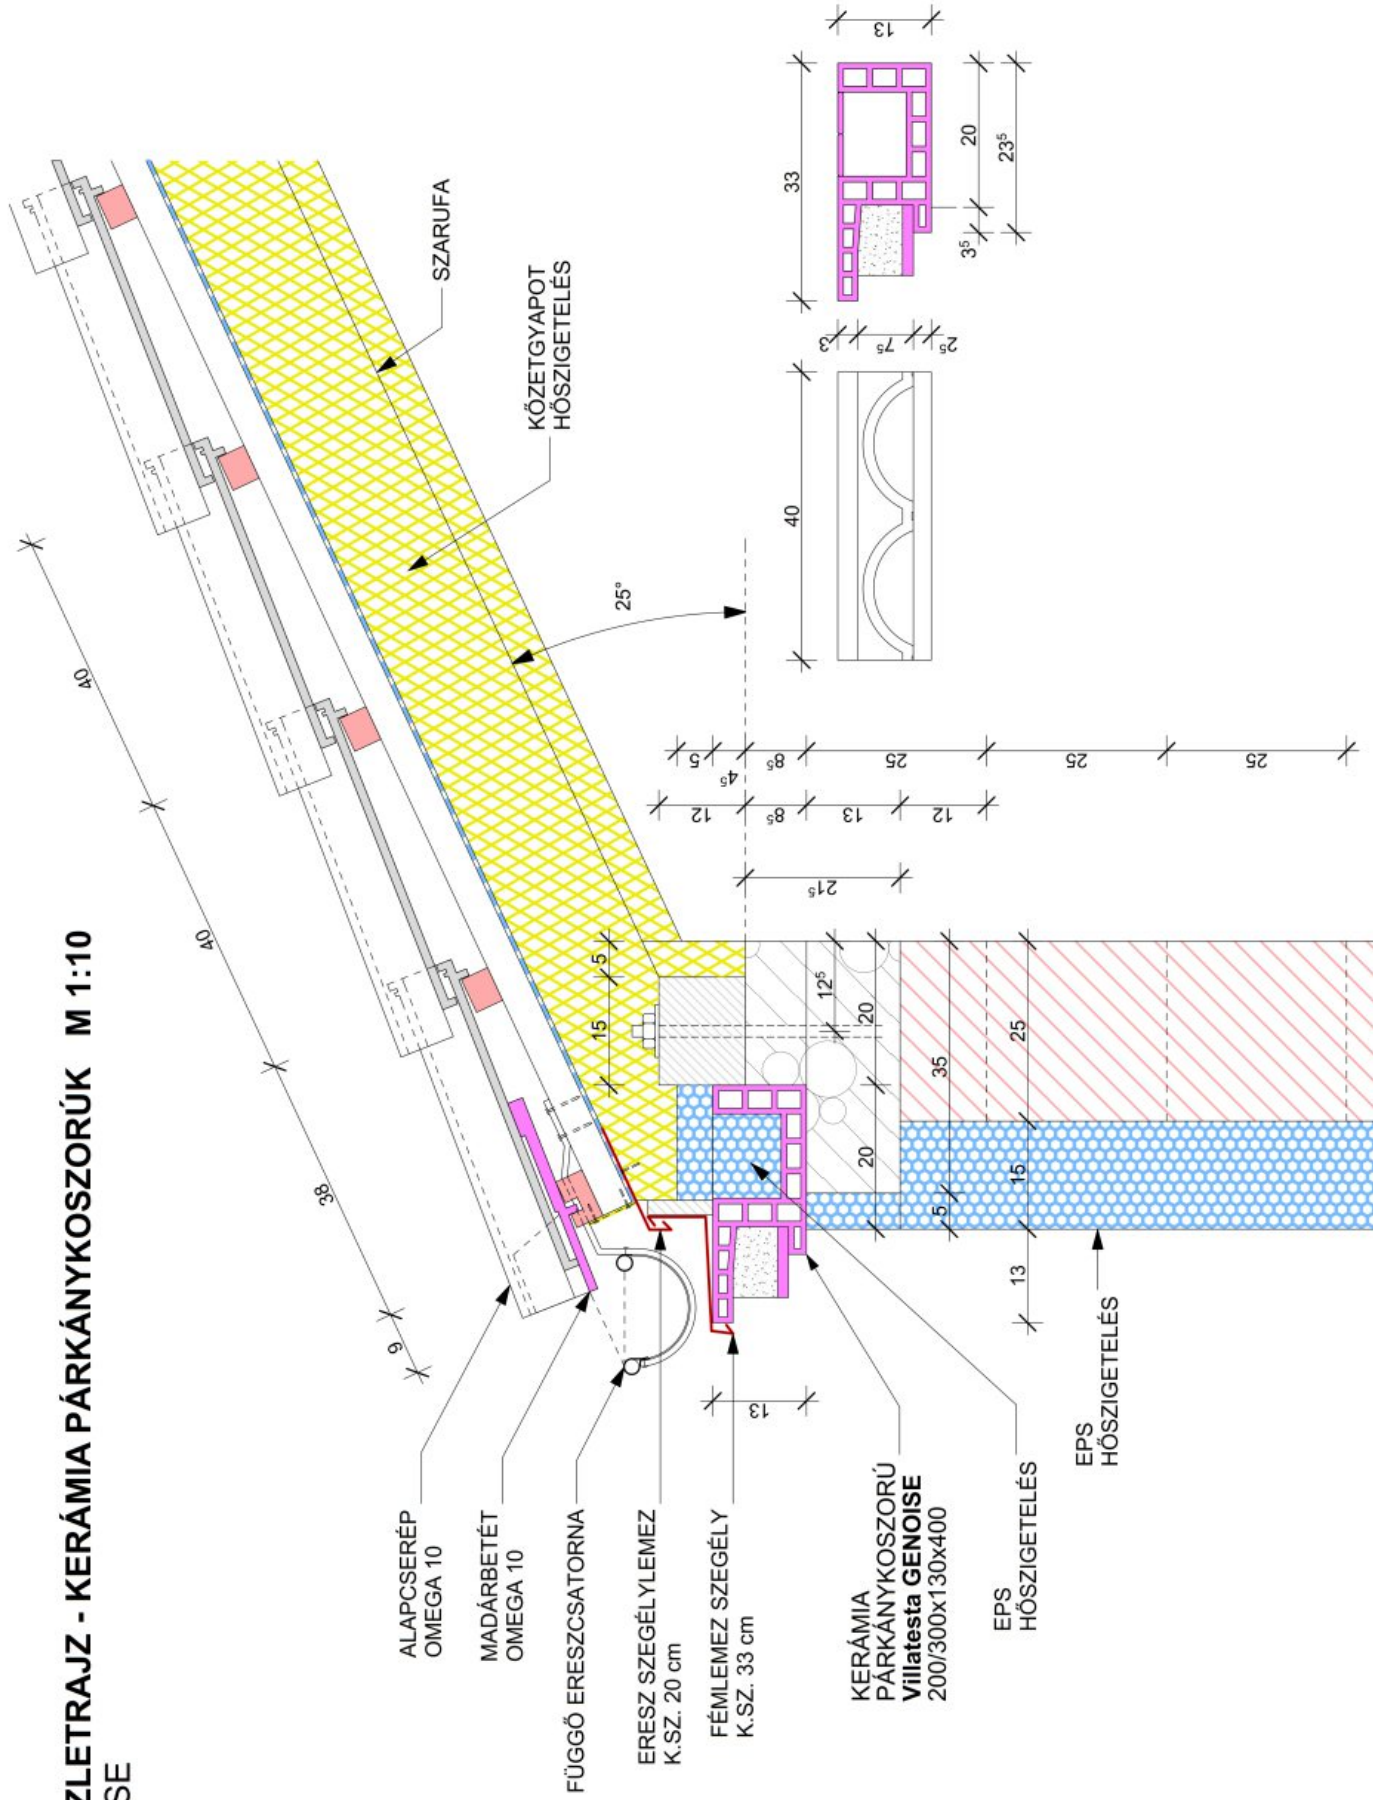 ZLETRAJZ - KERÁMIA PÁRKÁNYKOSZORÚK M 1:10
SE
40
40
38
9
SZARUFA
KŐZETGYAPOT
HŐSZIGETELÉS
25°
ALAPCSERÉP
OMEGA 10
MADÁRBETÉT
OMEGA 10
FÜGGŐ ERESZCSATORNA
ERESZ SZEGÉLYLEMEZ
K.SZ. 20 cm
FÉMLEMEZ SZEGÉLY
K.SZ. 33 cm
KERÁMIA
PÁRKÁNYKOSZORÚ
Villatesta GENOISE
200/300x130x400
EPS
HŐSZIGETELÉS
EPS
HŐSZIGETELÉS
15
5
13
12⁵
20
20
35
5
25
15
13
21⁵
12
8⁵
13
12
5
4⁵
8⁵
25
25
25
40
3
7⁵
2⁵
33
13
20
3⁵
23⁵